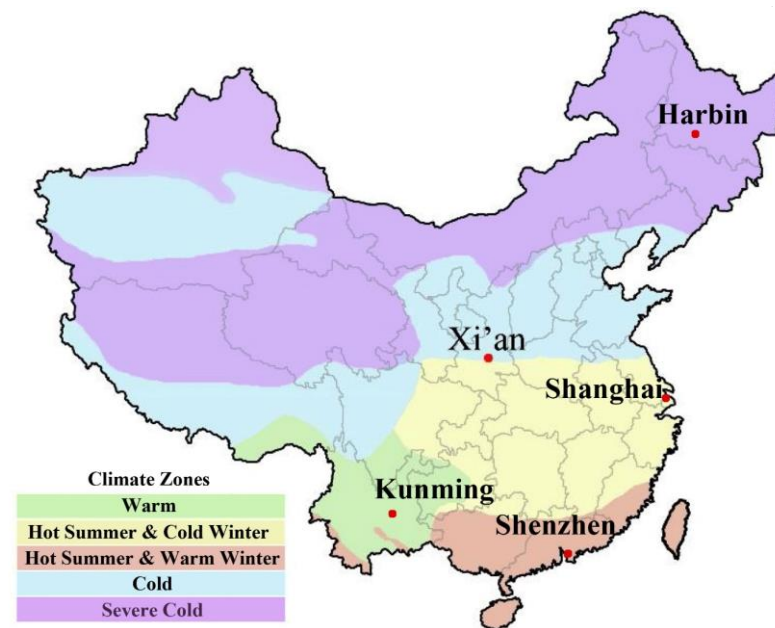 Harbin
Xi’an
Shanghai
Kunming
Shenzhen
Climate Zones
Warm
Hot Summer & Cold Winter
Hot Summer & Warm Winter
Cold
Severe Cold